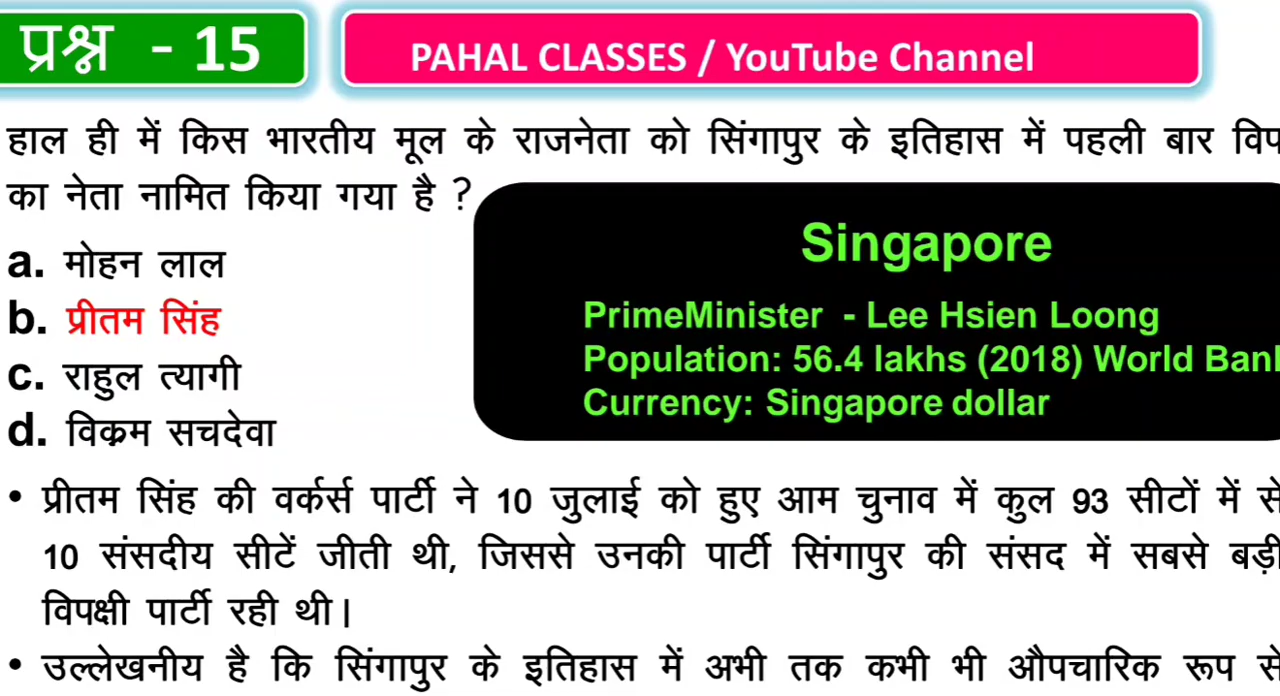 प्रश्न - 15
PAHAL CLASSES / YouTube Channel
हाल ही में किस भारतीय मूल के राजनेता को सिंगापुर के इतिहास में पहली बार
का नेता नामित किया गया है ?
Singapore
PrimeMinister - Lee Hsien Loong
Population: 56.4 lakhs (2018) World
Currency: Singapore dollar
a. मोहन लाल
b. प्रीतम सिंह
c. राहुल त्यागी
d. विक्रम सचदेवा
• प्रीतम सिंह की वर्कर्स पार्टी ने 10 जुलाई को हुए आम चुनाव में कुल 93 सीटों में से
10 संसदीय सीटें जीती थी, जिससे उनकी पार्टी सिंगापुर की संसद में सबसे बड़ी
विपक्षी पार्टी रही थी।
• उल्लेखनीय है कि सिंगापुर के इतिहास में अभी तक कभी भी औपचारिक रूप से